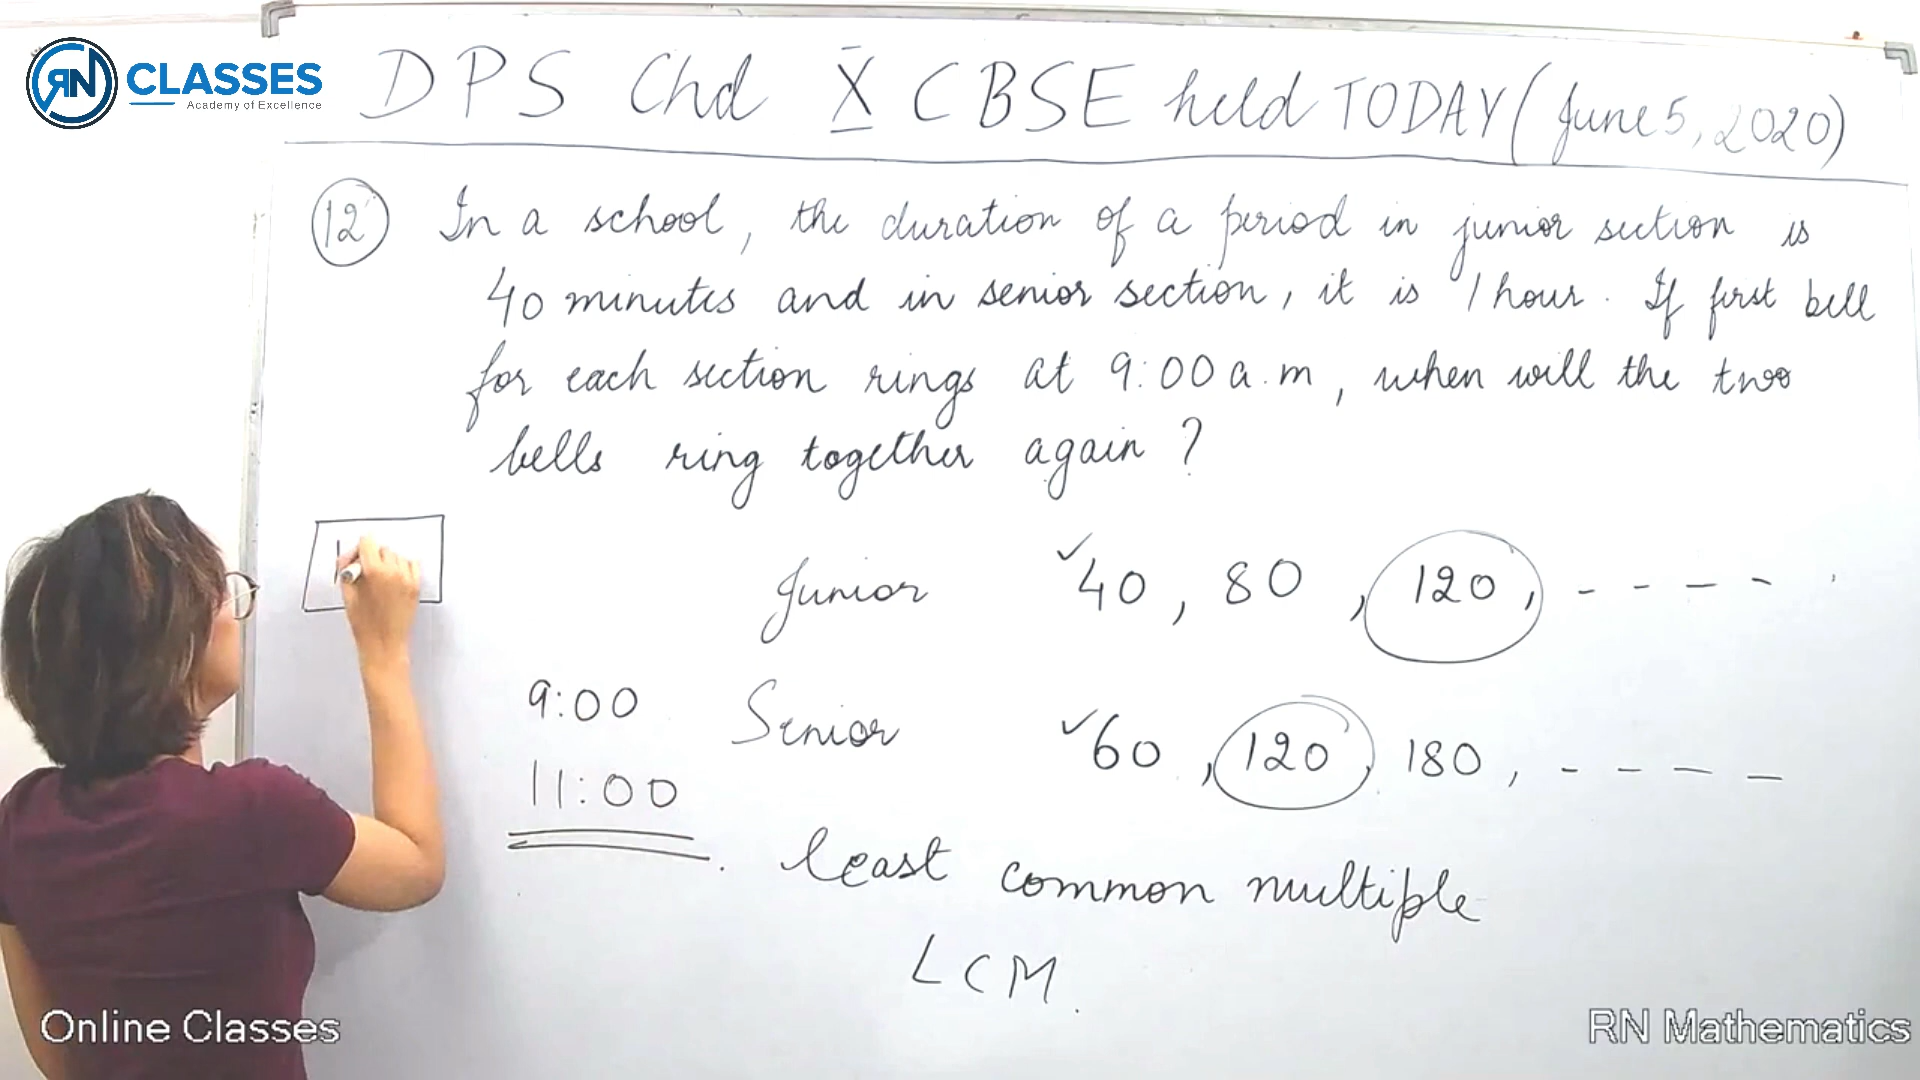 RN CLASSES
Academy of Excellence
DPS Chd X CBSE held TODAY (June 5, 2020)
12 In a school, the duration of a period in junior section is
40 minutes and in senior section, it is 1 hour. If first bell
for each section rings at 9:00 a.m, when will the two
bells ring together again?
Junior 40, 80, 120, - - - -
9:00 Senior 60, 120, 180, - - - -
11:00
least common multiple
LCM.
Online Classes
RN Mathematics